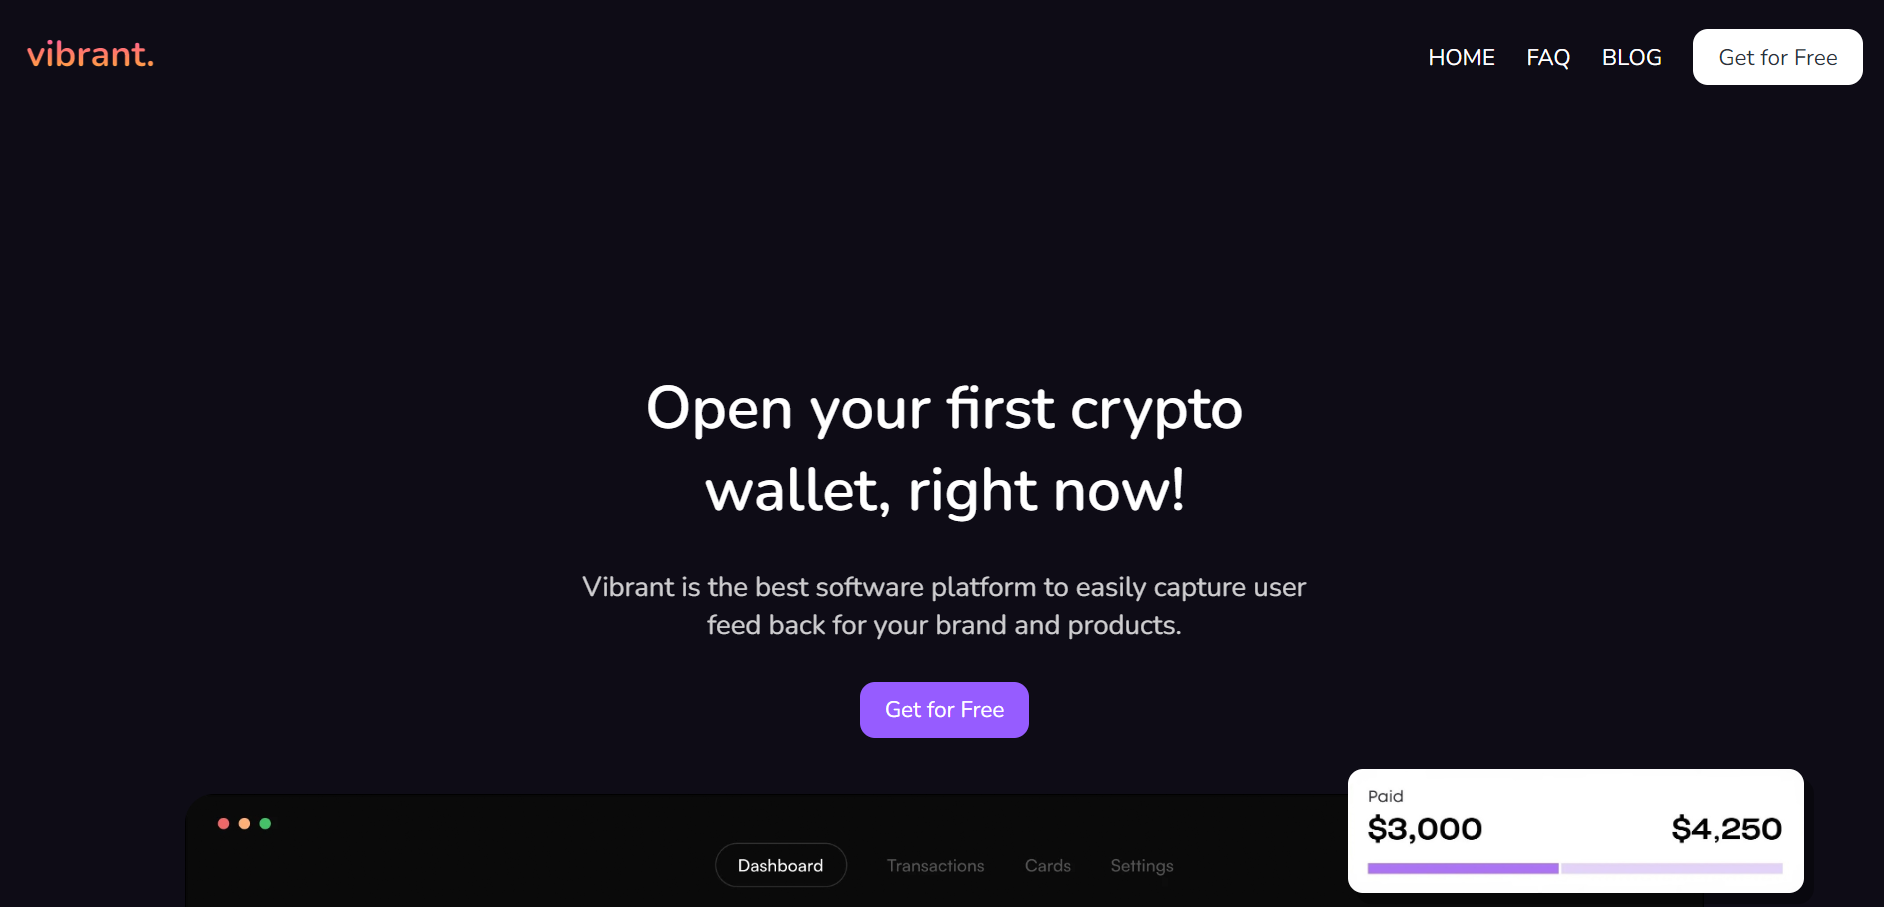 vibrant.
HOME FAQ BLOG Get for Free
Open your first crypto
wallet, right now!
Vibrant is the best software platform to easily capture user
feed back for your brand and products.
Get for Free
Paid
$3,000 $4,250
Dashboard Transactions Cards Settings